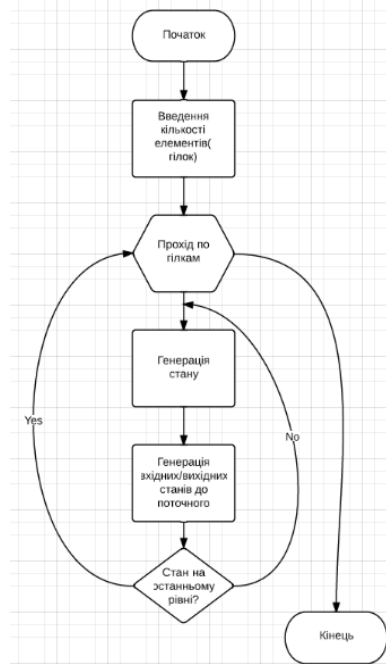 Початок
Введення
кількості
елементів(
гілок)
Прохід по
гілкам
Генерація
стану
Yes
No
Генерація
вхідних/вихідних
станів до
поточного
Стан на
останньому
рівні?
Кінець